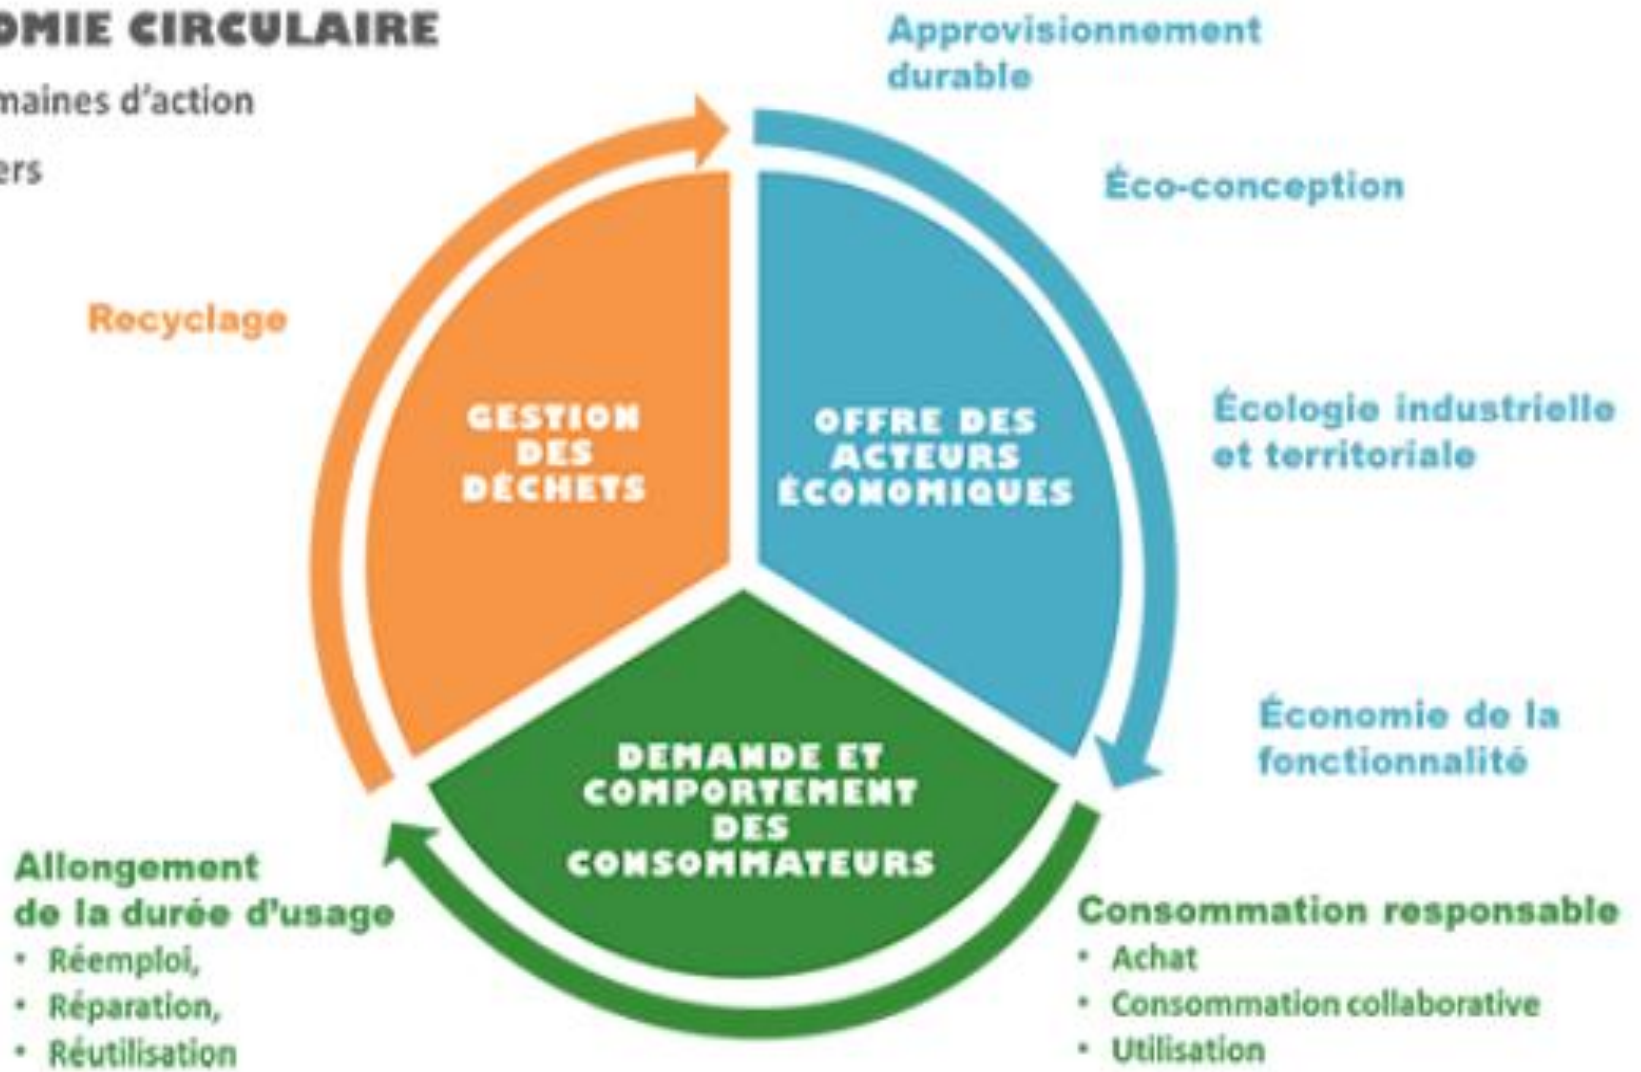 OMIE CIRCULAIRE
maines d'action
ers
Approvisionnement
durable
Éco-conception
Recyclage
Écologie industrielle
et territoriale
GESTION
DES
DÉCHETS
OFFRE DES
ACTEURS
ÉCONOMIQUES
Économie de la
fonctionnalité
DEMANDE ET
COMPORTEMENT
DES
CONSOMMATEURS
Allongement
de la durée d'usage
• Réemploi,
• Réparation,
• Réutilisation
Consommation responsable
• Achat
• Consommation collaborative
• Utilisation